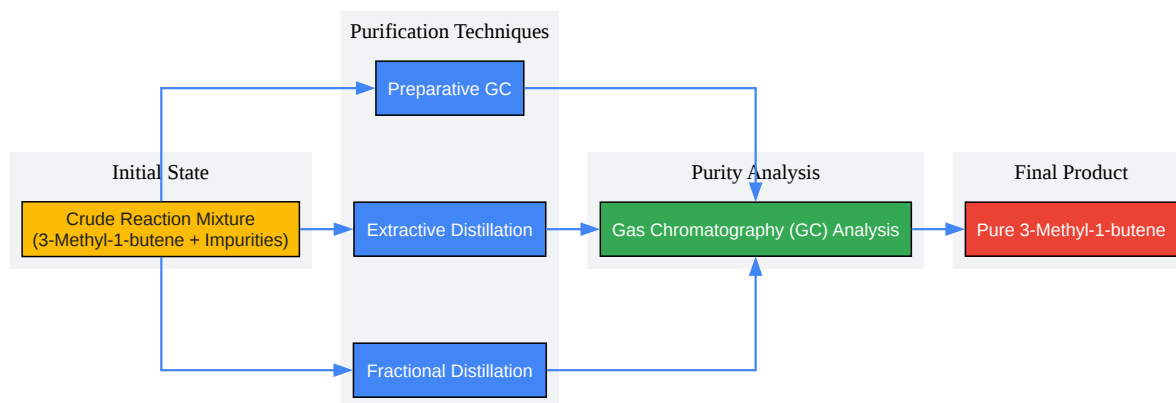 Purification Techniques
Preparative GC
Initial State
Crude Reaction Mixture
(3-Methyl-1-butene + Impurities)
Extractive Distillation
Fractional Distillation
Purity Analysis
Gas Chromatography (GC) Analysis
Final Product
Pure 3-Methyl-1-butene